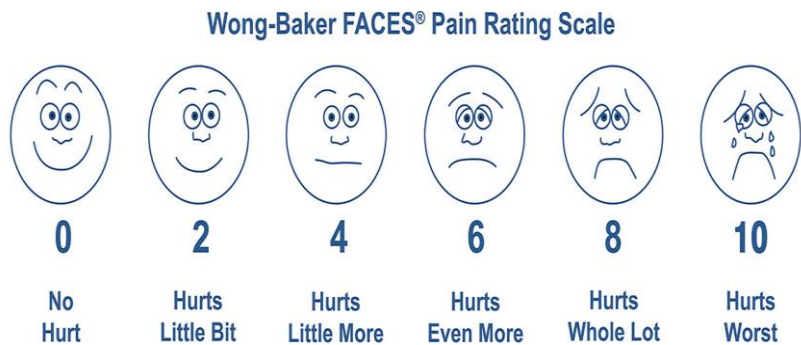 Wong-Baker FACES® Pain Rating Scale
0 2 4 6 8 10
No Hurts Hurts Hurts Hurts Hurts
Hurt Little Bit Little More Even More Whole Lot Worst